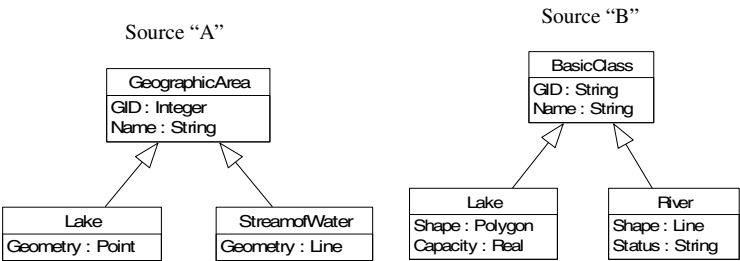 Source “A”
GeographicArea
GID : Integer
Name : String
Lake
Geometry : Point
StreamofWater
Geometry : Line
Source “B”
BasicClass
GID : String
Name : String
Lake
Shape : Polygon
Capacity : Real
River
Shape : Line
Status : String